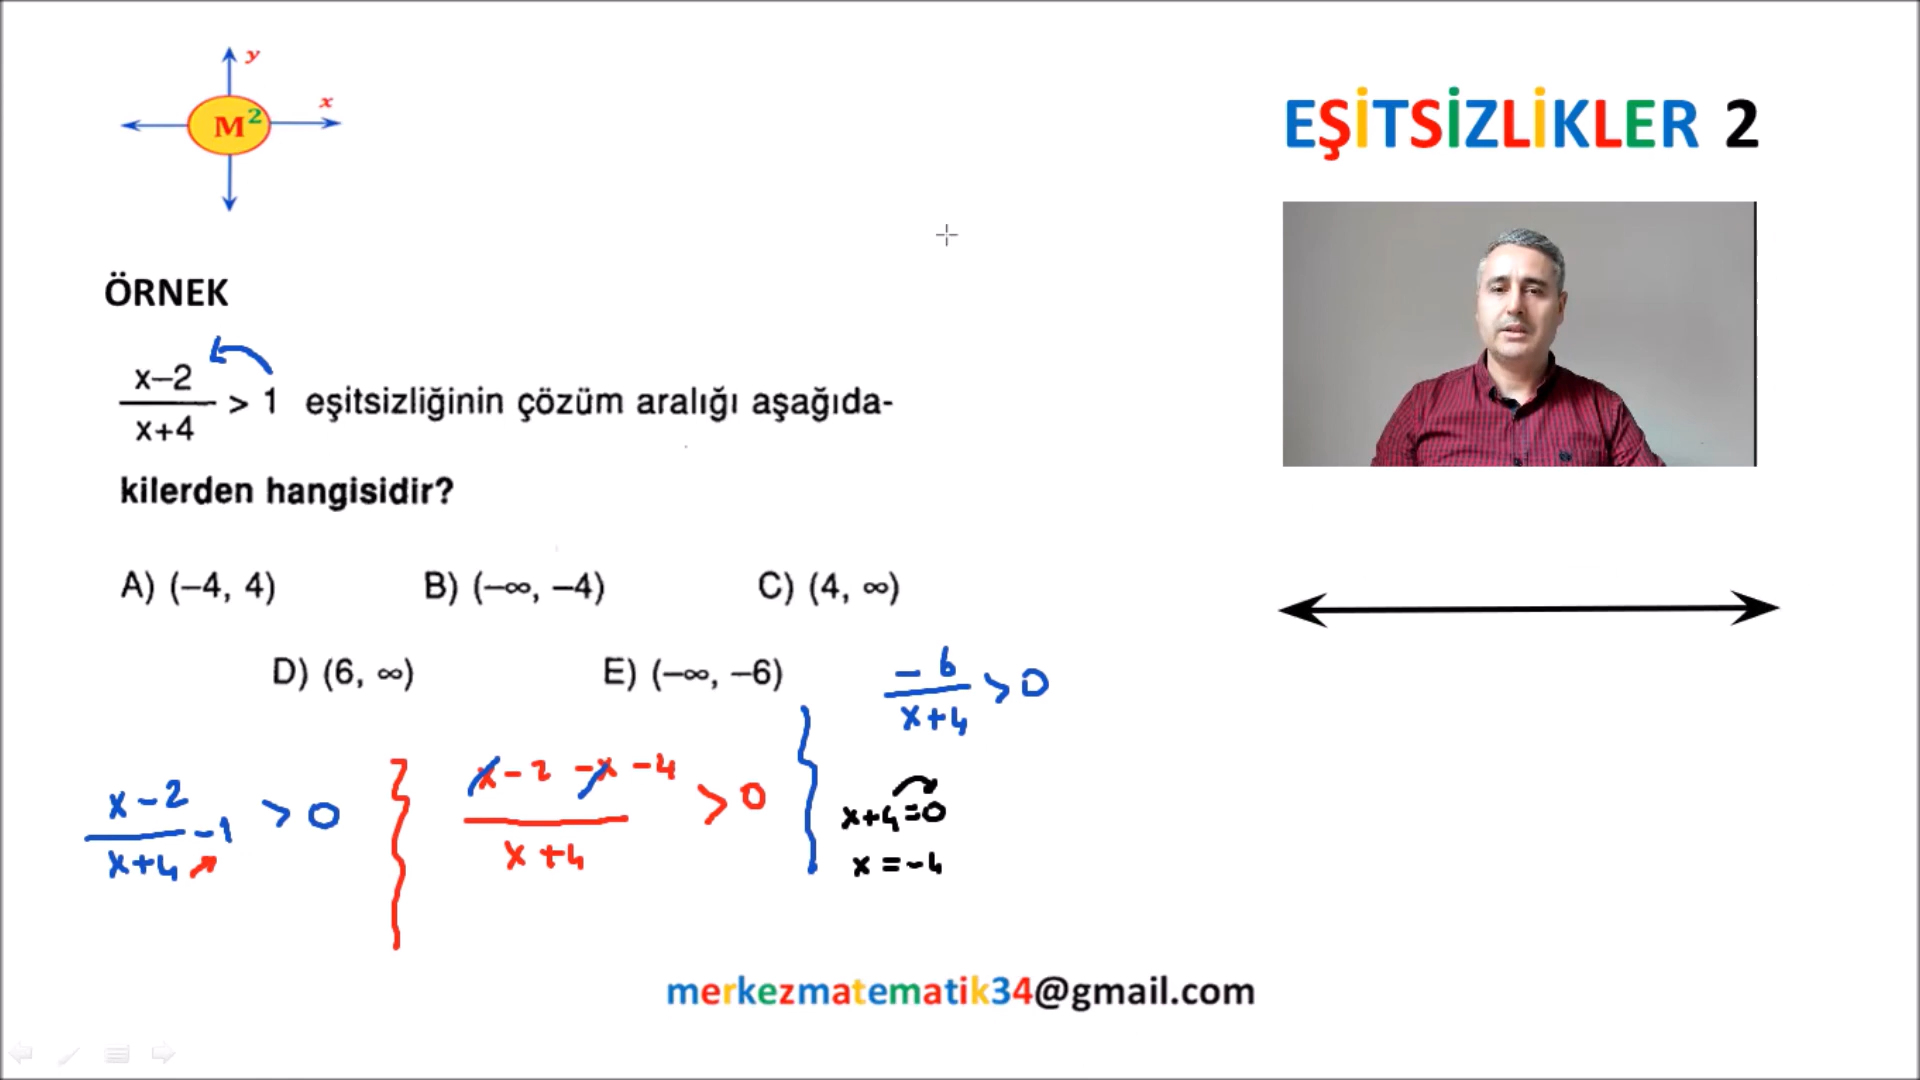 y
x
M²
EŞİTSİZLİKLER 2
ÖRNEK
x–2
x+4
> 1 eşitsizliğinin çözüm aralığı aşağıda-
kilerden hangisidir?
A) (–4, 4) B) (–∞, –4) C) (4, ∞)
D) (6, ∞) E) (–∞, –6)
-6
x+4
>0
x-2
x+4
-1 >0
x-2 -x-4
x+4
>0
x+4=0
x=-4
merkezmatematik34@gmail.com